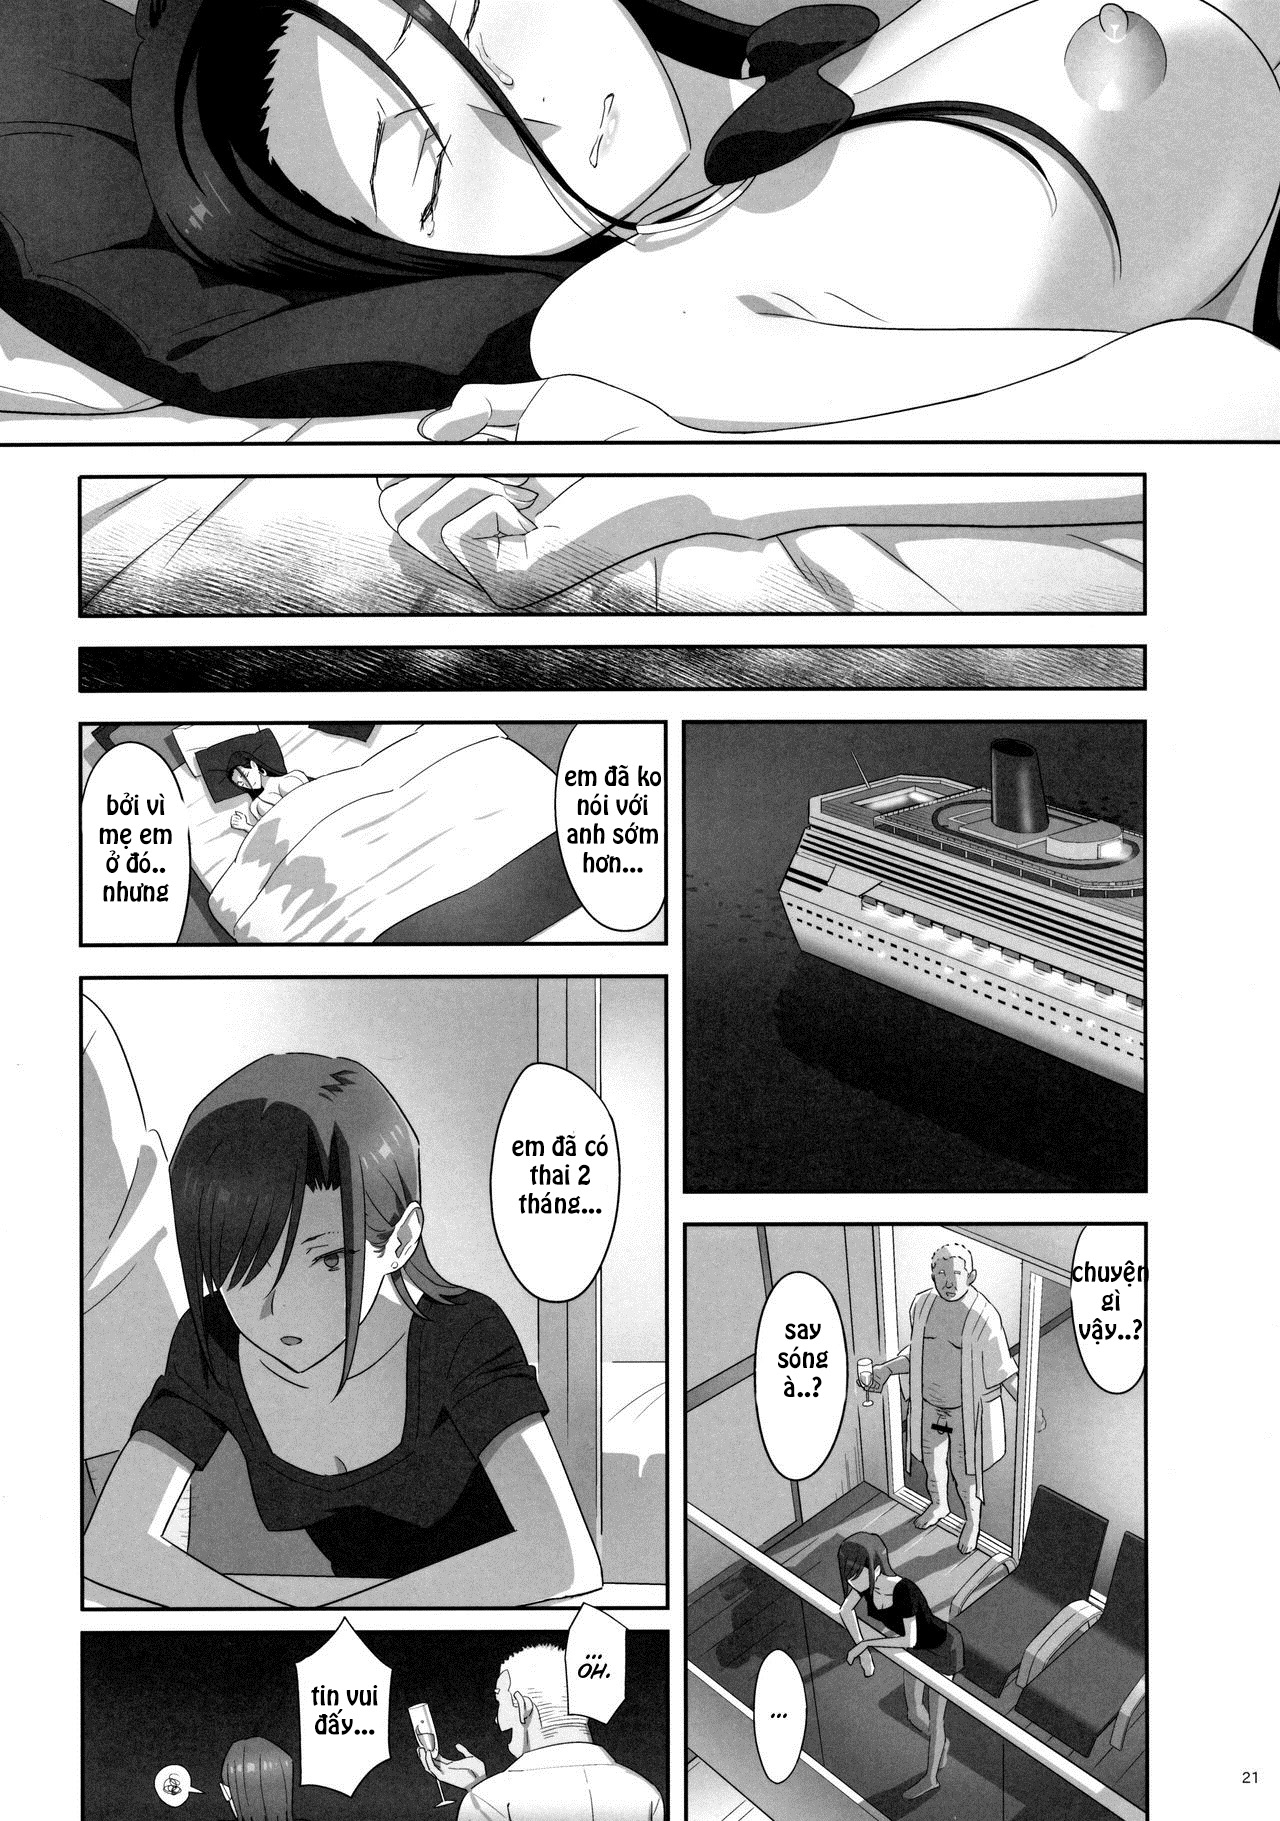 chuyện
gì
vậy..?
say
sóng
à..?
...
em đã ko
nói với
anh sớm
hơn...
bởi vì
mẹ em
ở đó..
nhưng
em đã có
thai 2
tháng...
...
OH.
tin vui
đấy...
21